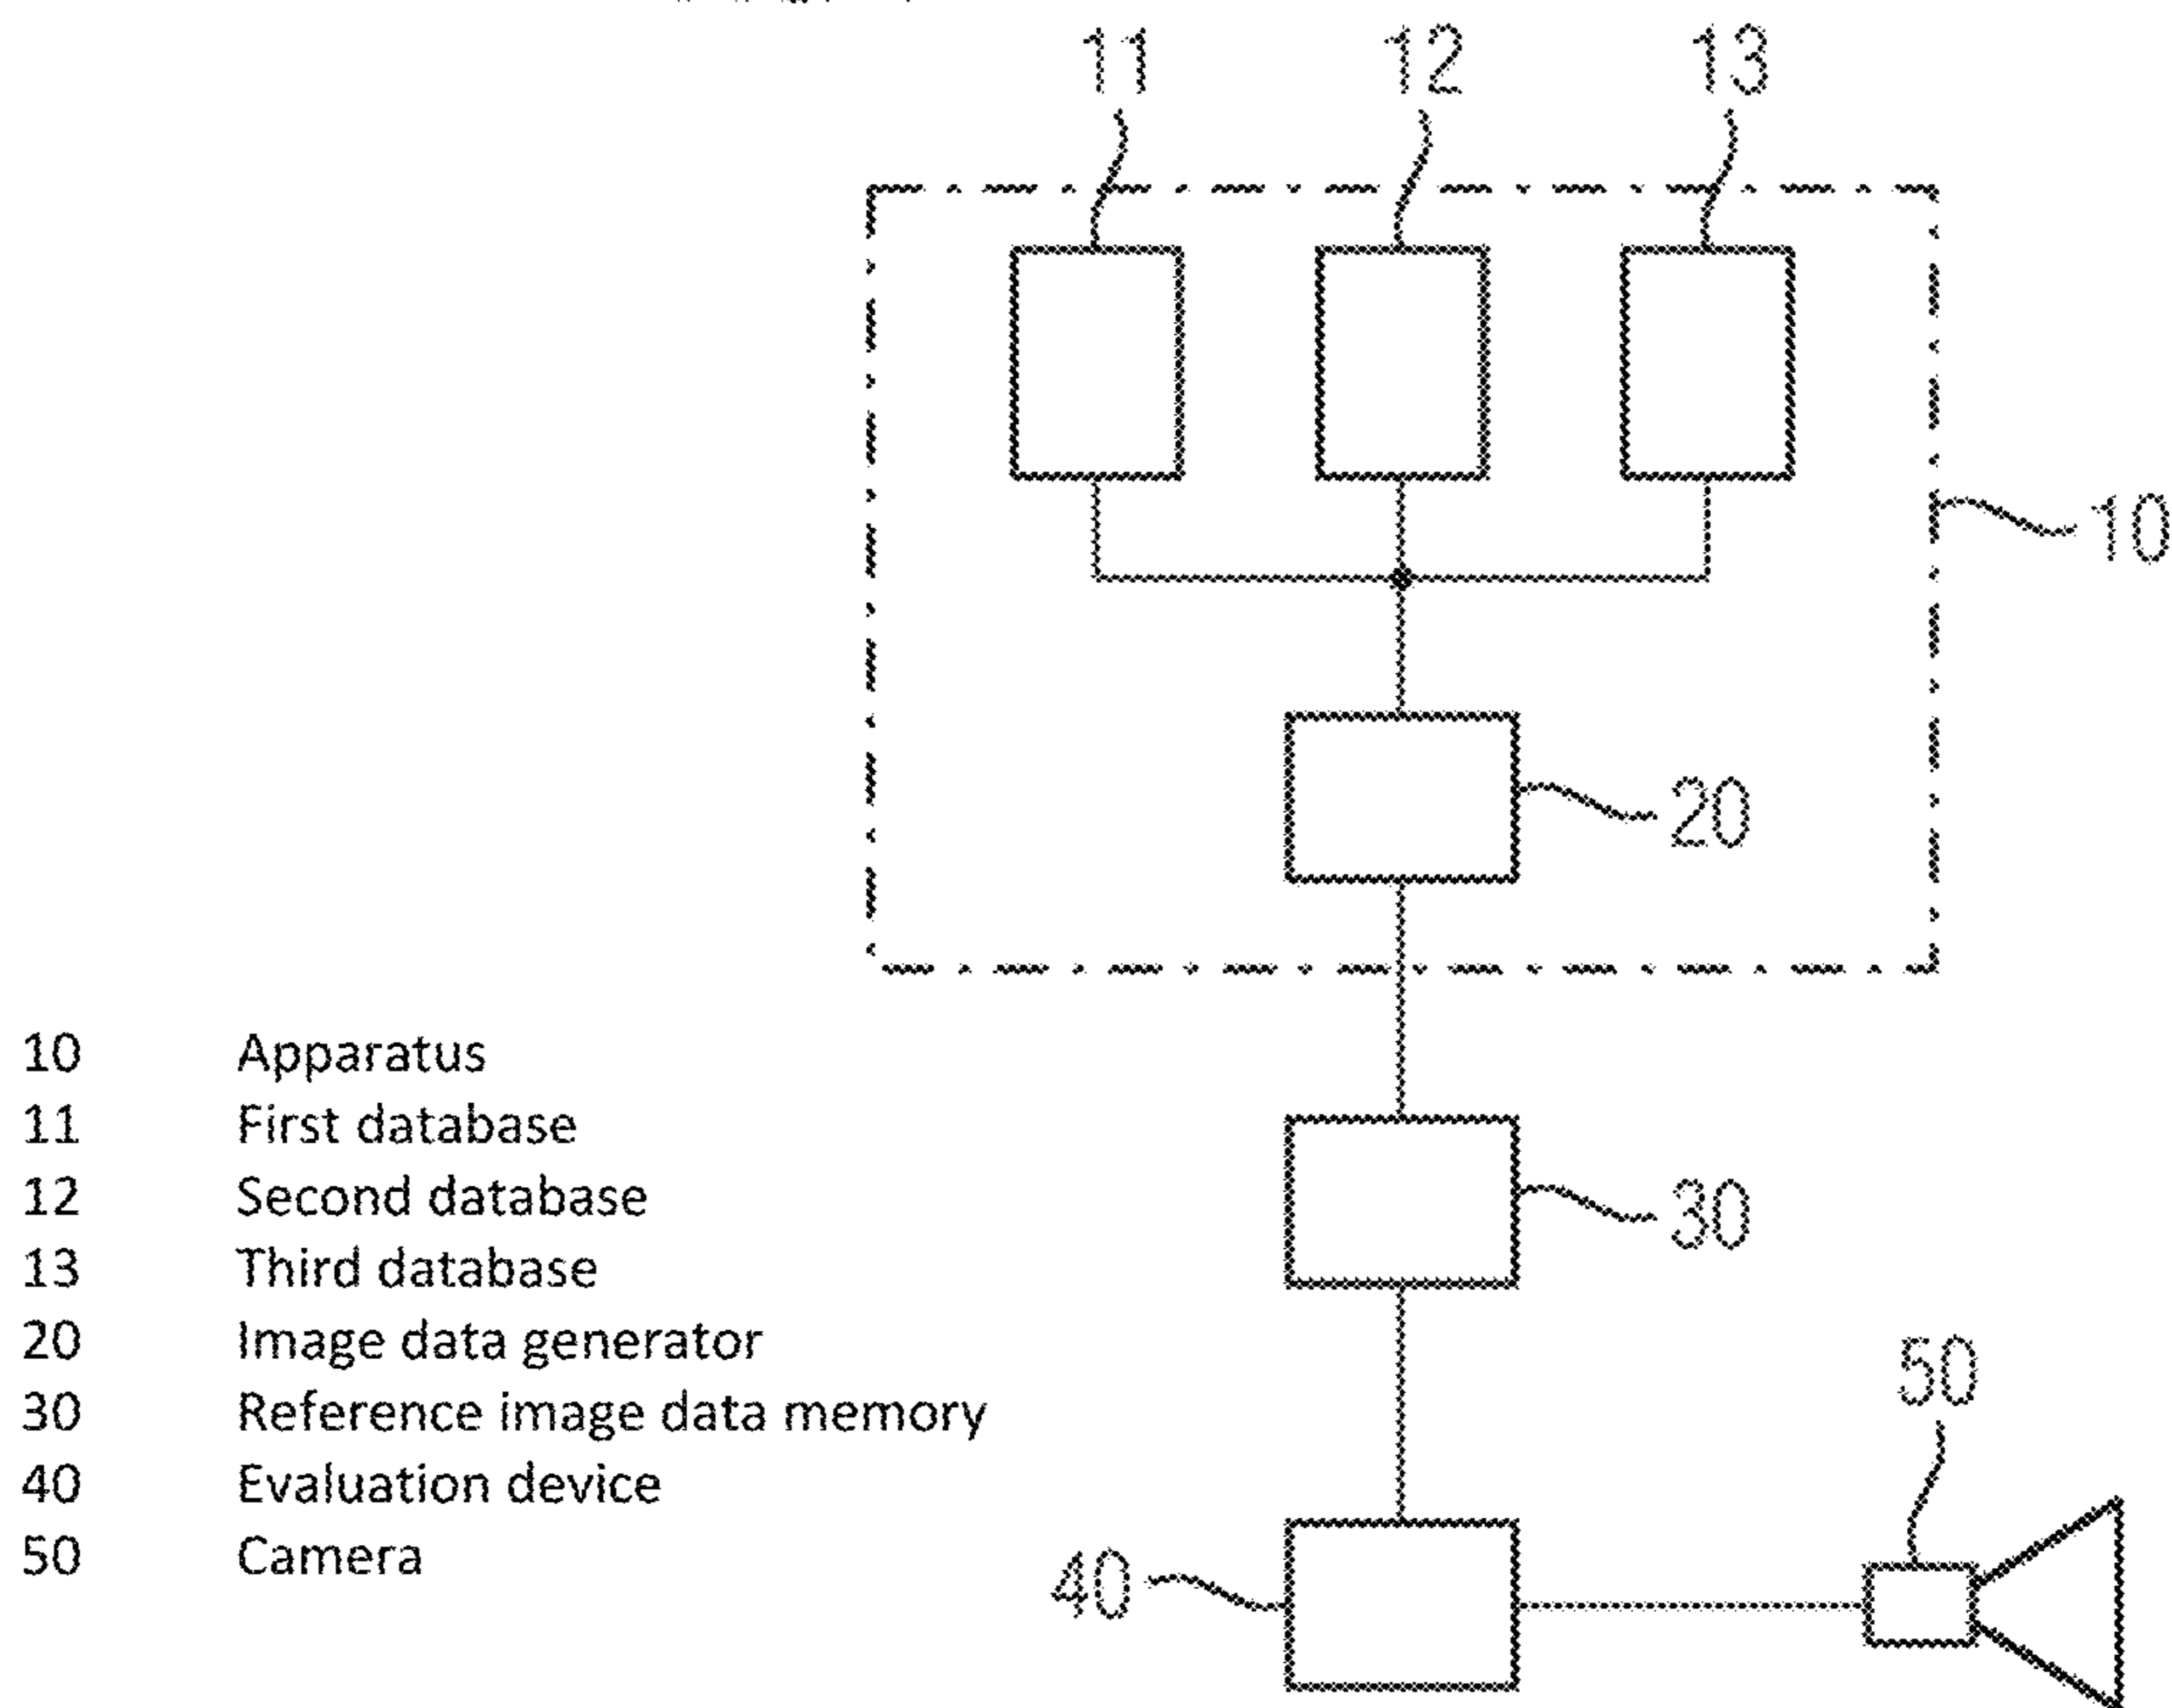 11 12 13
10
20
30
50
40
10 Apparatus
11 First database
12 Second database
13 Third database
20 Image data generator
30 Reference image data memory
40 Evaluation device
50 Camera